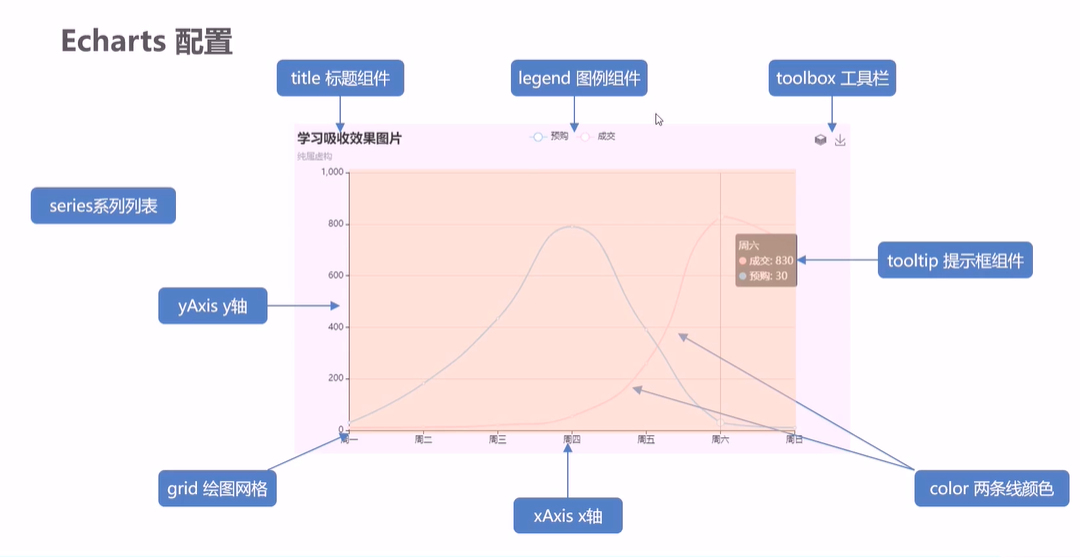 Echarts 配置
title 标题组件
legend 图例组件
toolbox 工具栏
学习吸收效果图片
预购
成交
纯属虚构
1,000
series系列列表
800
周六
成交: 830
预购: 30
tooltip 提示框组件
600
yAxis y轴
400
200
0
周一
周二
周三
周四
周五
周六
周日
grid 绘图网格
xAxis x轴
color 两条线颜色